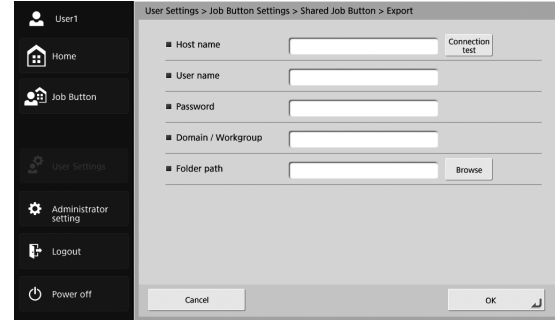 User1
Home
Job Button
User Settings
Administrator
setting
Logout
Power off
User Settings > Job Button Settings > Shared Job Button > Export
Host name
Connection
test
User name
Password
Domain / Workgroup
Folder path
Browse
Cancel
OK